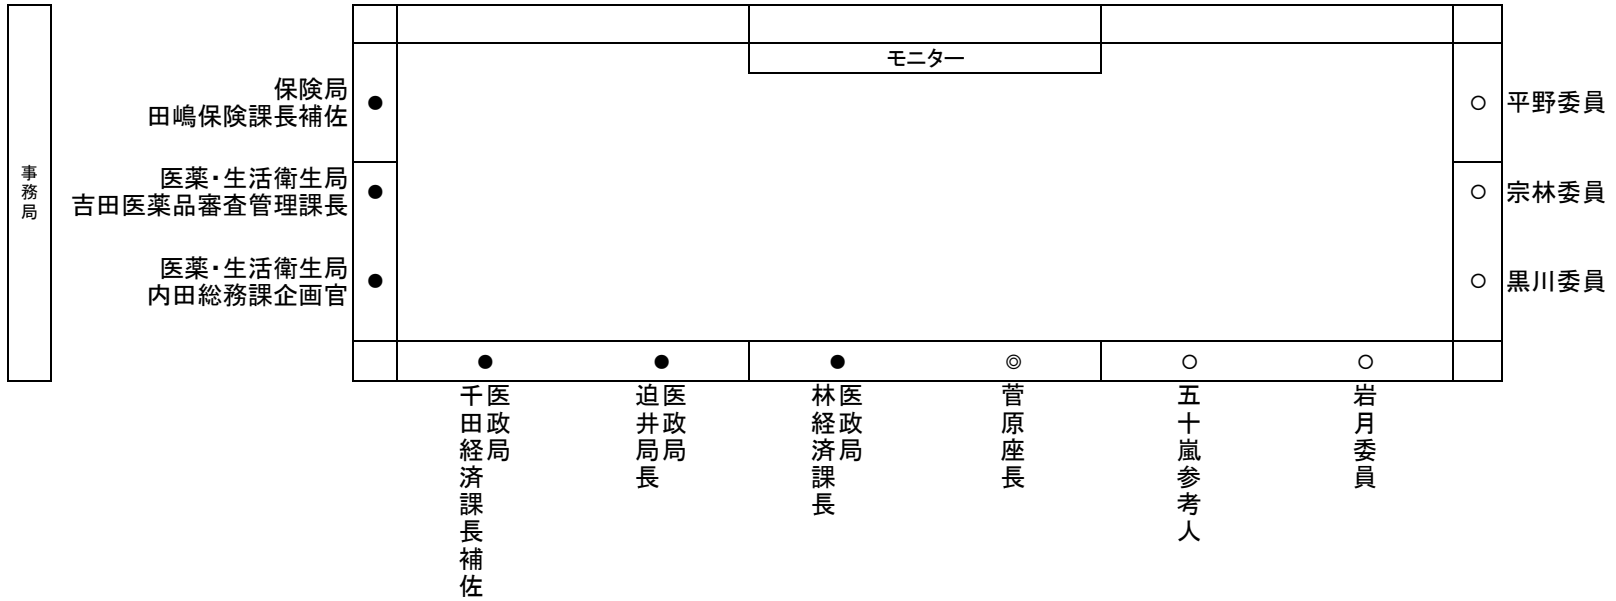 モニター
事務局
保険局
田嶋保険課長補佐
● 
○ 平野委員
医薬・生活衛生局
吉田医薬品審査管理課長
●
○ 宗林委員
医薬・生活衛生局
内田総務課企画官
●
○ 黒川委員
● ● ● ◎ ○ ○
医政局
千田経済課長補佐
医政局
迫井局長
医政局
林経済課長
菅原座長
五十嵐参考人
岩月委員